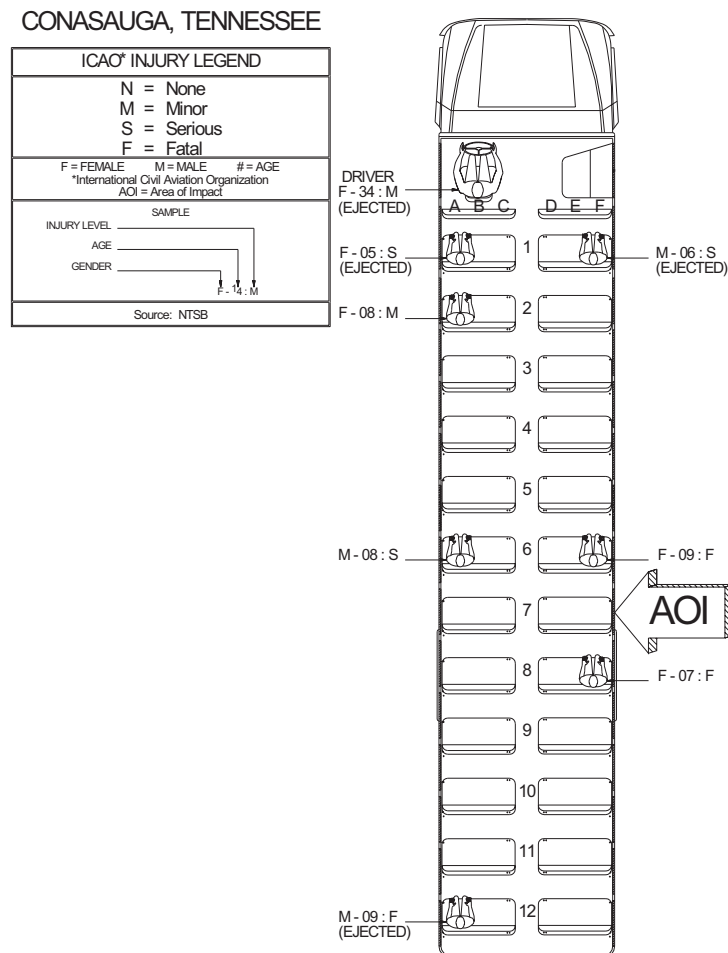 CONASAUGA, TENNESSEE
ICAO* INJURY LEGEND
N = None
M = Minor
S = Serious
F = Fatal
F = FEMALE M = MALE # = AGE
*International Civil Aviation Organization
AOI = Area of Impact
SAMPLE
INJURY LEVEL
AGE
GENDER
F - 14 : M
Source: NTSB
DRIVER
F - 34 : M
(EJECTED)
A B C D E F
F - 05 : S
(EJECTED)
1
M - 06 : S
(EJECTED)
F - 08 : M
2
3
4
5
M - 08 : S
6
F - 09 : F
7
AOI
8
F - 07 : F
9
10
11
M - 09 : F
(EJECTED)
12